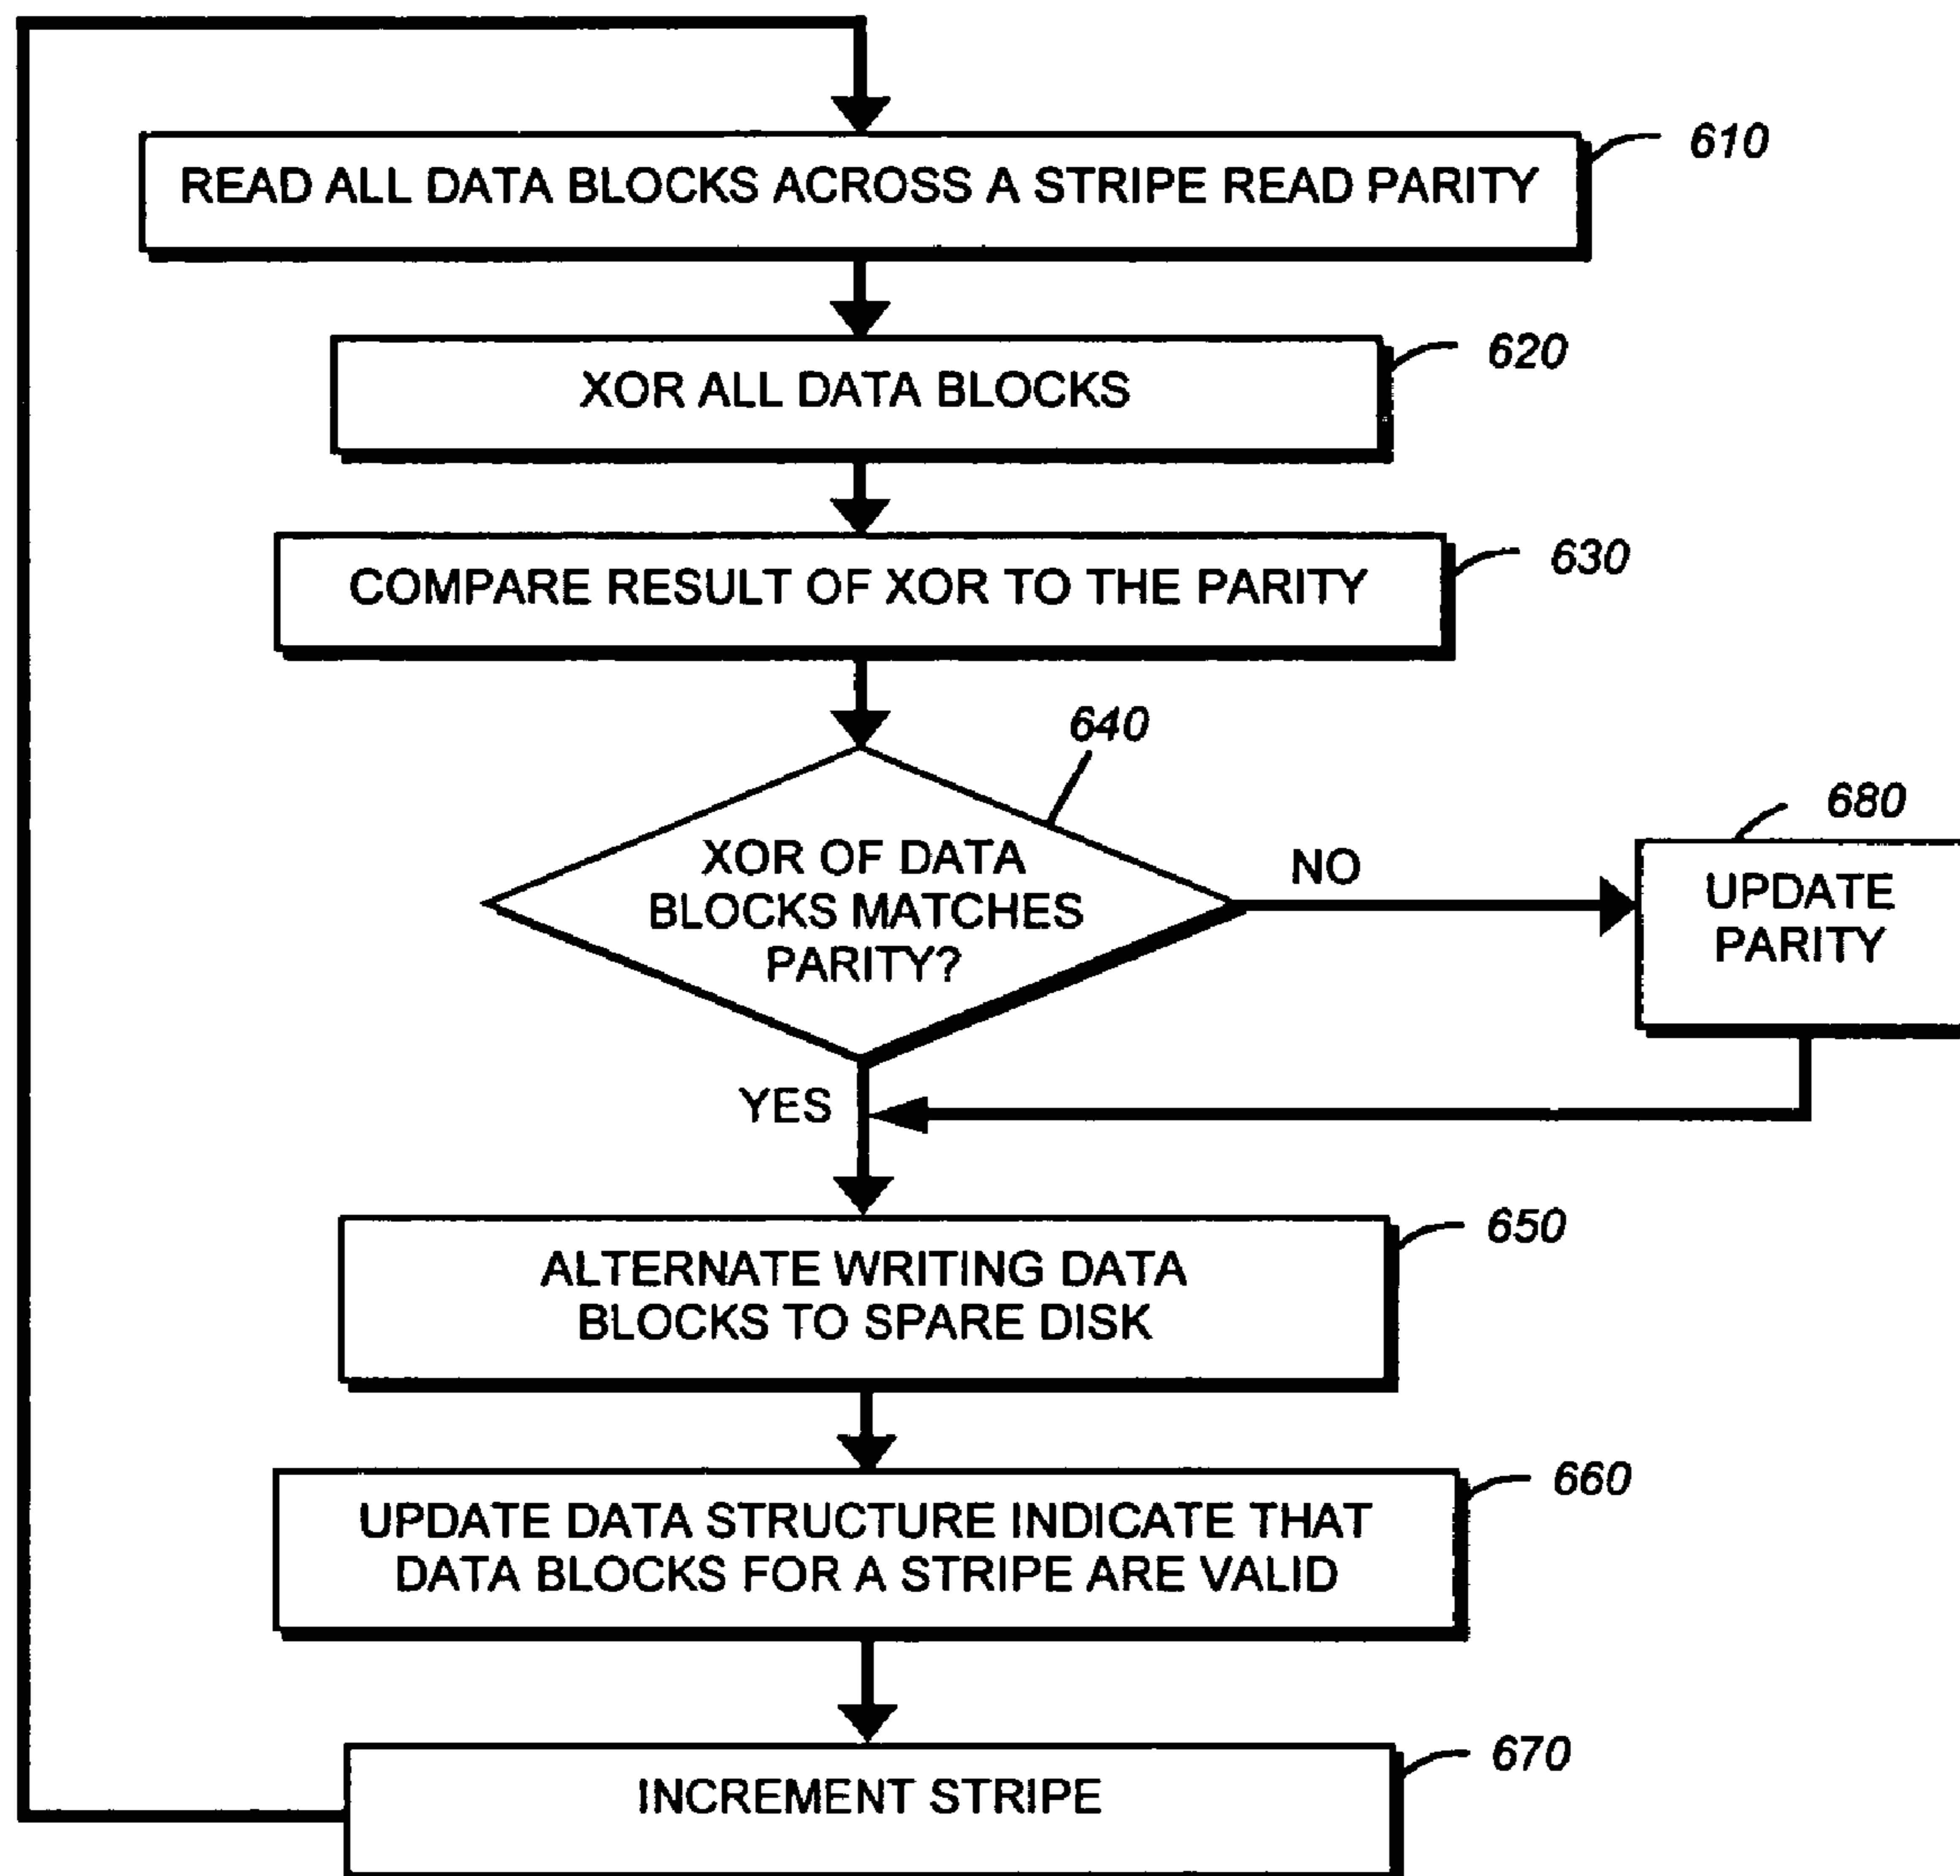 610
READ ALL DATA BLOCKS ACROSS A STRIPE READ PARITY
620
XOR ALL DATA BLOCKS
630
COMPARE RESULT OF XOR TO THE PARITY
640
XOR OF DATA
BLOCKS MATCHES
PARITY?
NO
680
UPDATE
PARITY
YES
650
ALTERNATE WRITING DATA
BLOCKS TO SPARE DISK
660
UPDATE DATA STRUCTURE INDICATE THAT
DATA BLOCKS FOR A STRIPE ARE VALID
670
INCREMENT STRIPE